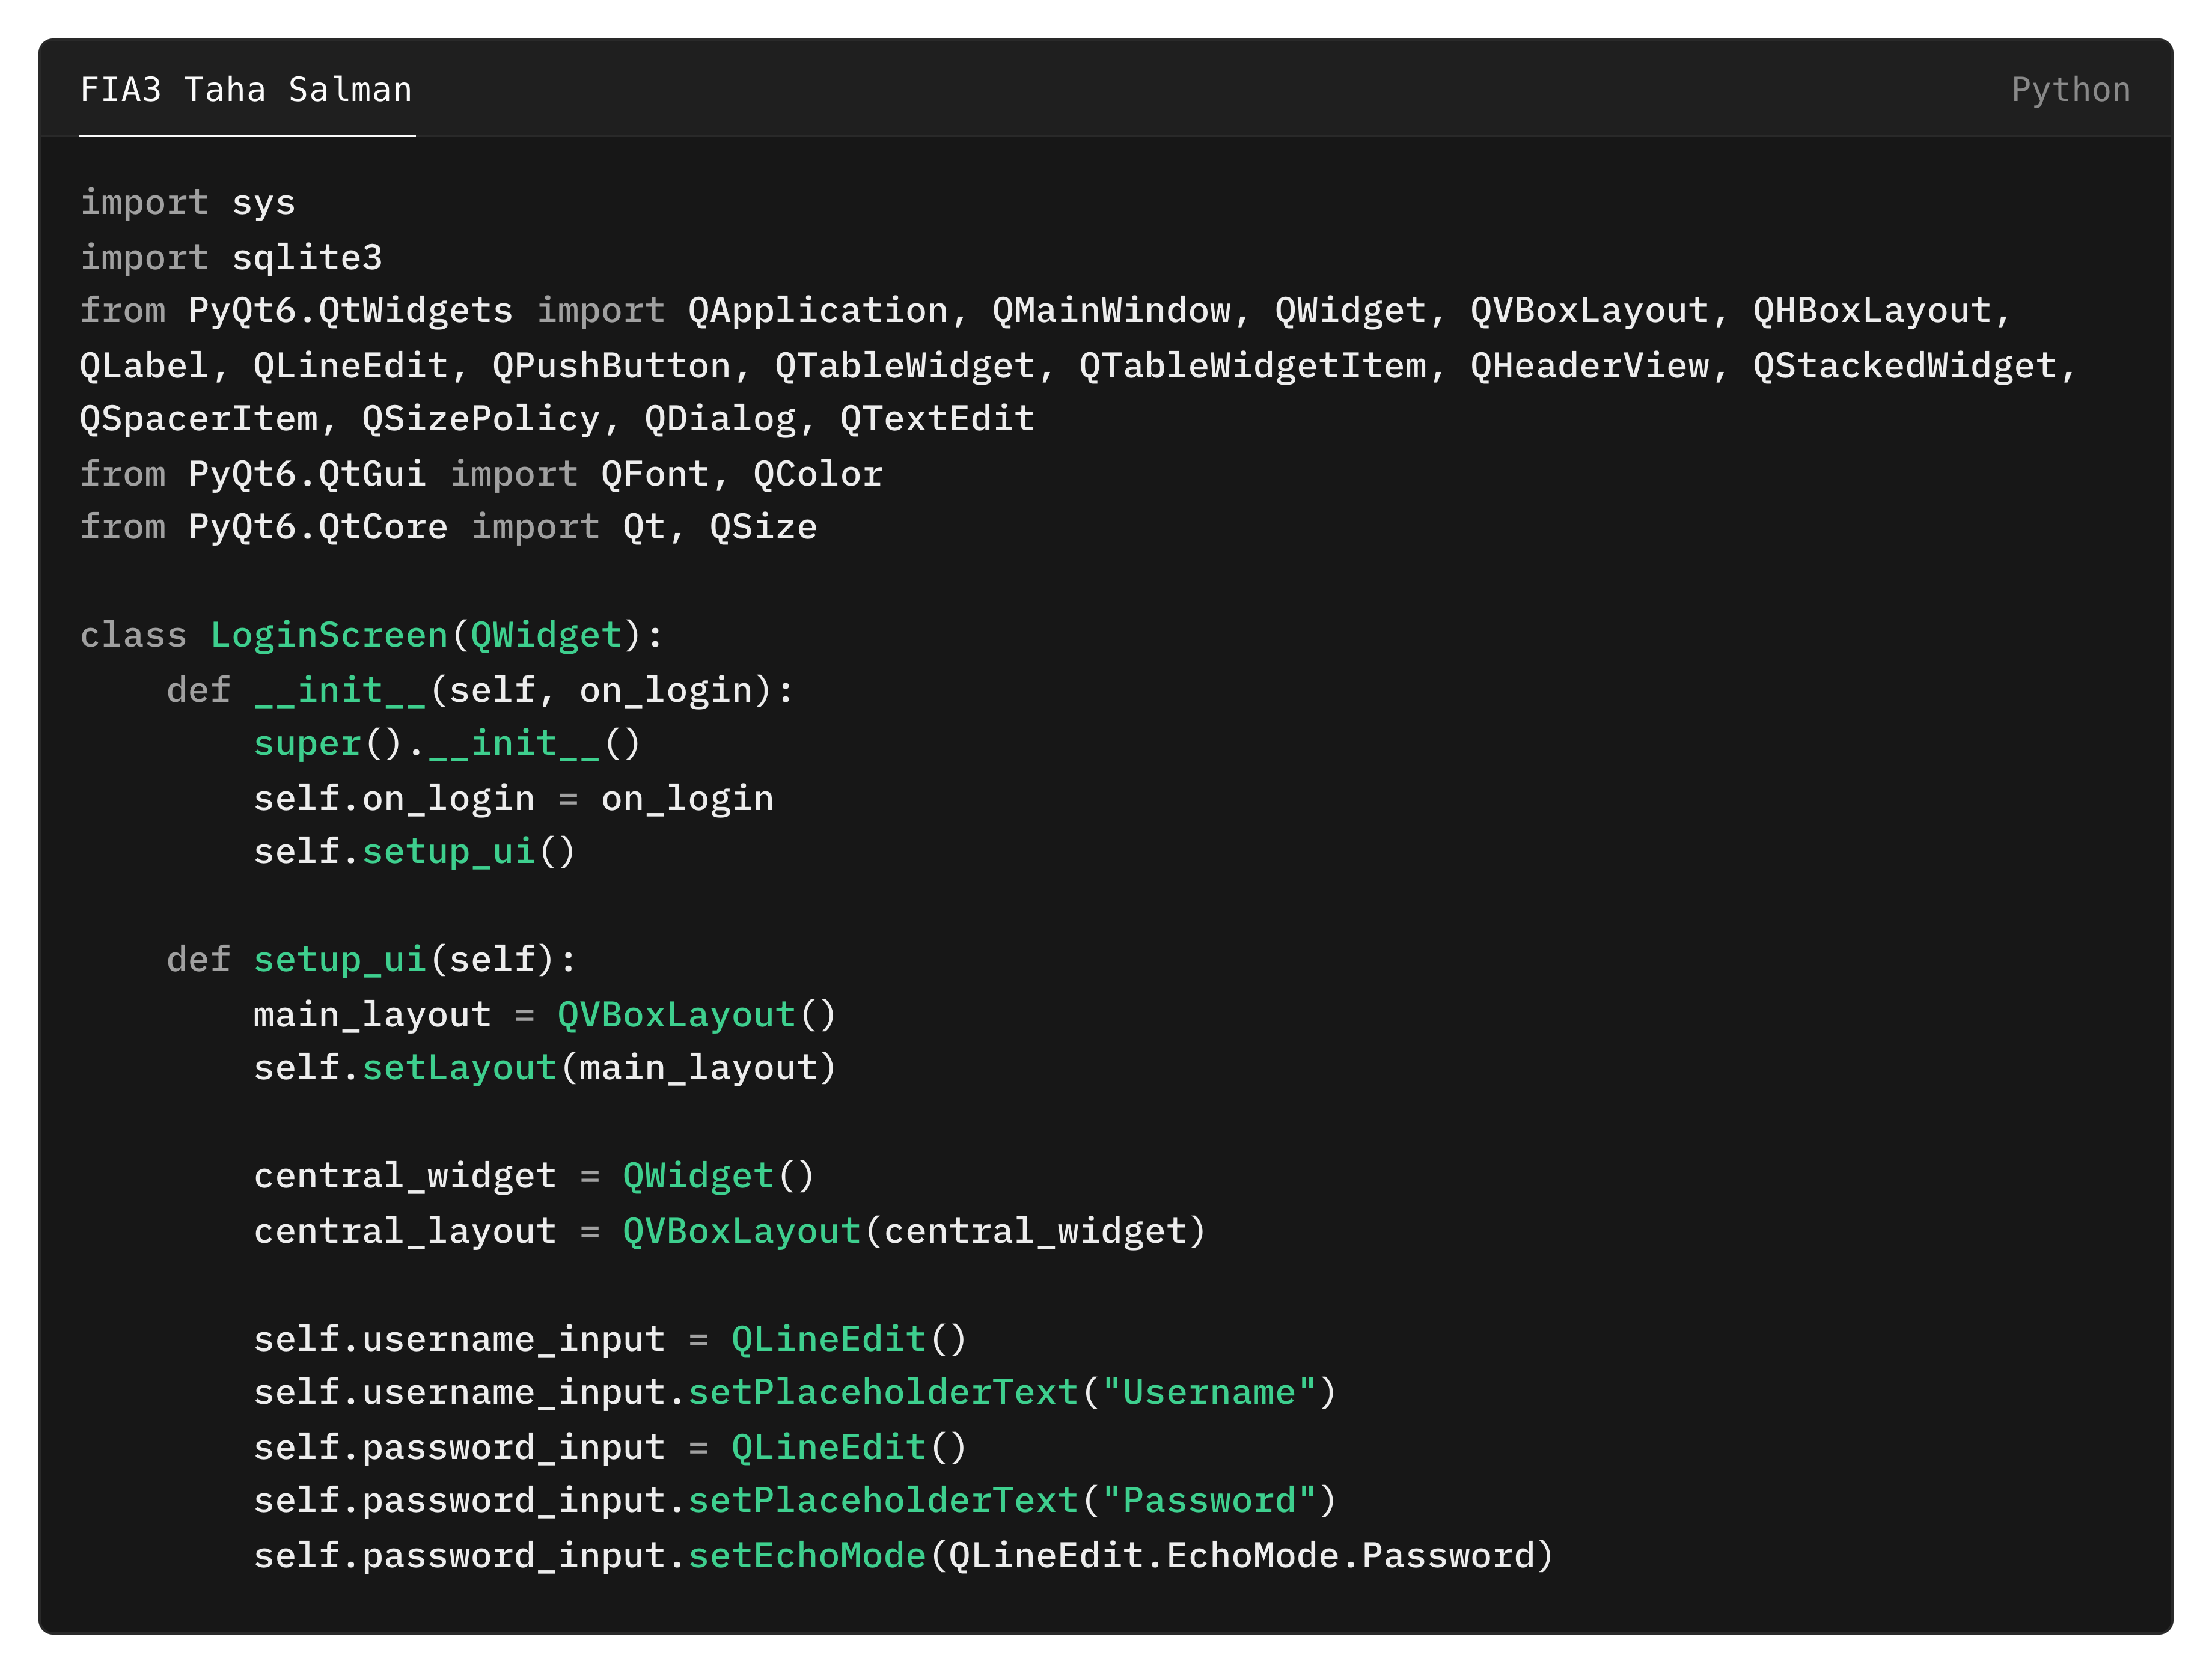 FIA3 Taha Salman
Python
import sys
import sqlite3
from PyQt6.QtWidgets import QApplication, QMainWindow, QWidget, QVBoxLayout, QHBoxLayout,
QLabel, QLineEdit, QPushButton, QTableWidget, QTableWidgetItem, QHeaderView, QStackedWidget,
QSpacerItem, QSizePolicy, QDialog, QTextEdit
from PyQt6.QtGui import QFont, QColor
from PyQt6.QtCore import Qt, QSize

class LoginScreen(QWidget):
    def __init__(self, on_login):
        super().__init__()
        self.on_login = on_login
        self.setup_ui()

    def setup_ui(self):
        main_layout = QVBoxLayout()
        self.setLayout(main_layout)

        central_widget = QWidget()
        central_layout = QVBoxLayout(central_widget)

        self.username_input = QLineEdit()
        self.username_input.setPlaceholderText("Username")
        self.password_input = QLineEdit()
        self.password_input.setPlaceholderText("Password")
        self.password_input.setEchoMode(QLineEdit.EchoMode.Password)